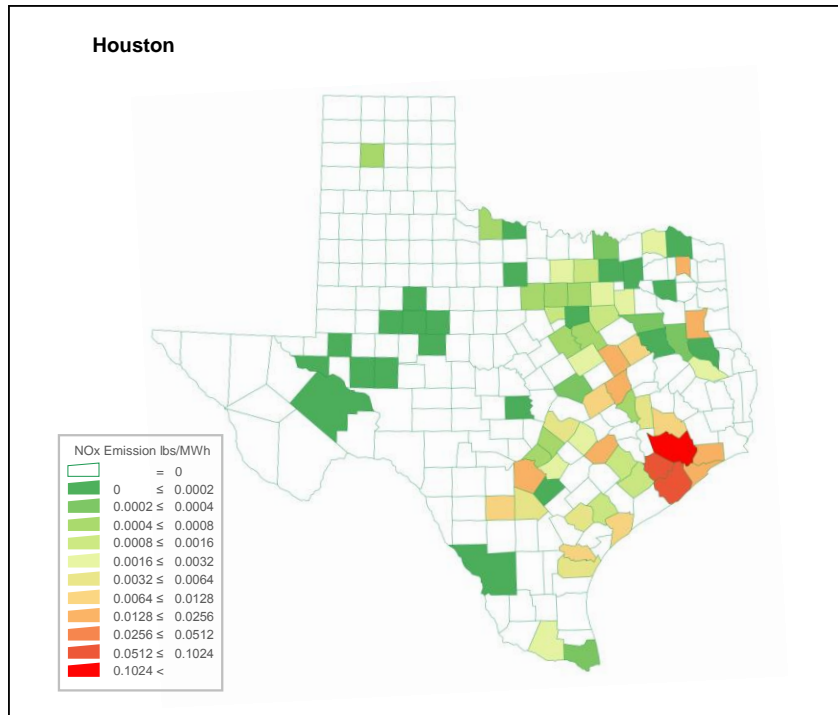 Houston
NOx Emission lbs/MWh
= 0
0 ≤ 0.0002
0.0002 ≤ 0.0004
0.0004 ≤ 0.0008
0.0008 ≤ 0.0016
0.0016 ≤ 0.0032
0.0032 ≤ 0.0064
0.0064 ≤ 0.0128
0.0128 ≤ 0.0256
0.0256 ≤ 0.0512
0.0512 ≤ 0.1024
0.1024 <